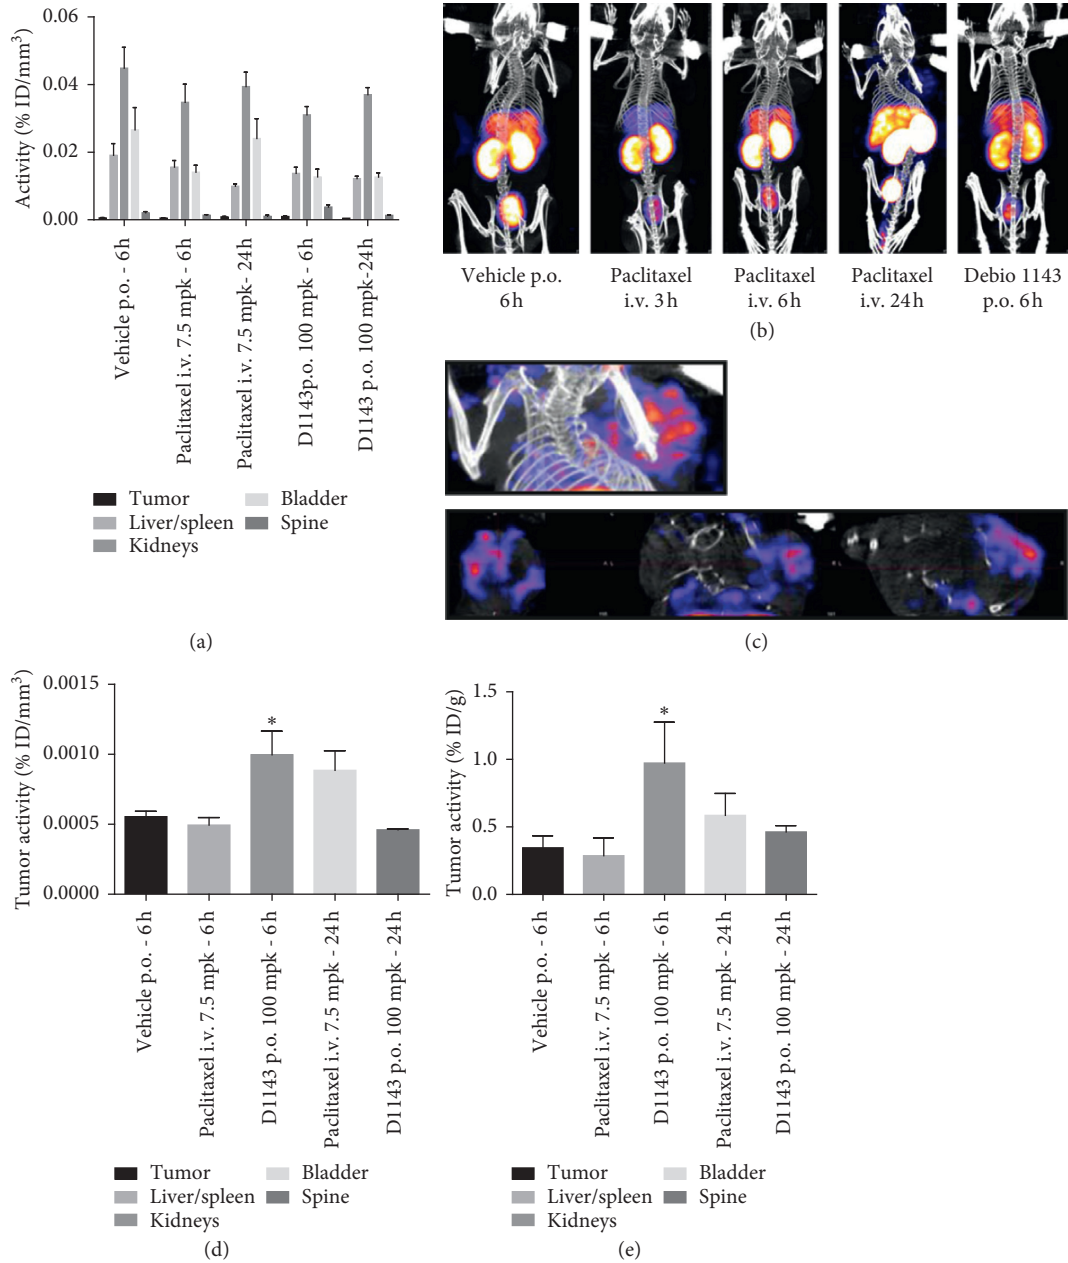 Activity (% ID/mm³)
0.06
0.04
0.02
0.00
Vehicle p.o. - 6h
Paclitaxel i.v. 7.5 mpk - 6h
Paclitaxel i.v. 7.5 mpk- 24h
D1143p.o. 100 mpk - 6h
D1143 p.o. 100 mpk-24h
Tumor
Liver/spleen
Kidneys
Bladder
Spine
(a)
Vehicle p.o.
6h
Paclitaxel
i.v. 3h
Paclitaxel
i.v. 6h
Paclitaxel
i.v. 24h
Debio 1143
p.o. 6h
(b)
(c)
Tumor activity (% ID/mm³)
0.0015
0.0010
0.0005
0.0000
*
Vehicle p.o. - 6h
Paclitaxel i.v. 7.5 mpk - 6h
D1143 p.o. 100 mpk - 6h
Paclitaxel i.v. 7.5 mpk - 24h
D1143 p.o. 100 mpk - 24h
Tumor
Liver/spleen
Kidneys
Bladder
Spine
(d)
Tumor activity (% ID/g)
1.5
1.0
0.5
0.0
*
Vehicle p.o. - 6h
Paclitaxel i.v. 7.5 mpk - 6h
D1143 p.o. 100 mpk - 6h
Paclitaxel i.v. 7.5 mpk - 24h
D1143 p.o. 100 mpk - 24h
Tumor
Liver/spleen
Kidneys
Bladder
Spine
(e)